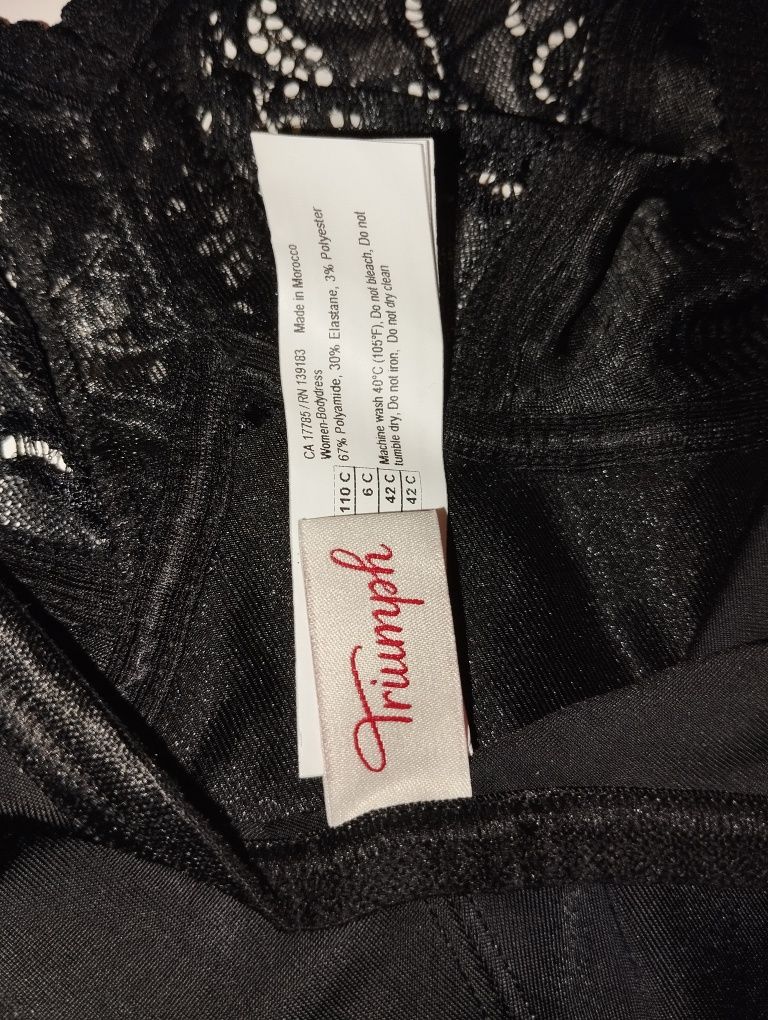 CA 17785 / RN 139183 Made in Morocco
Women-Bodydress
67% Polyamide, 30% Elastane, 3% Polyester
Machine wash 40°C (105°F), Do not bleach, Do not
tumble dry, Do not iron, Do not dry clean
110 C
6 C
42 C
42 C
Triumph